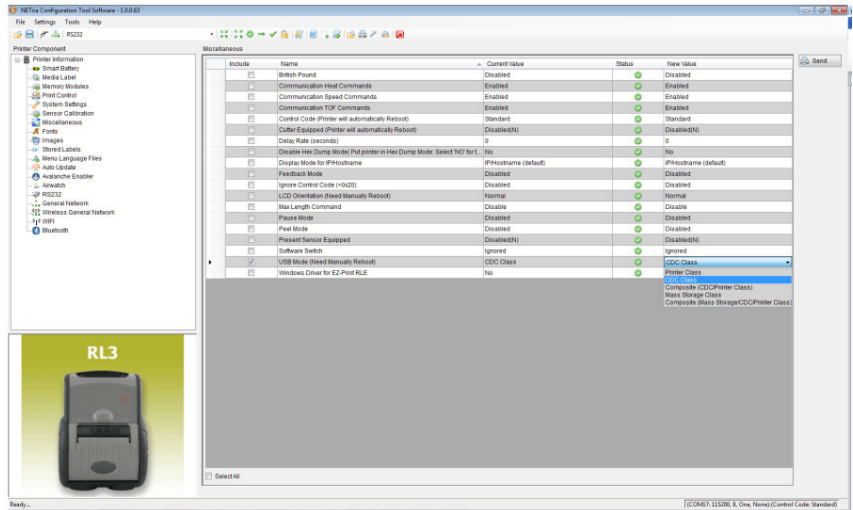 NETira Configuration Tool Software - 1.0.0.63
File Settings Tools Help
RS232
Printer Component
Miscellaneous
Printer Information
Smart Battery
Media Label
Memory Modules
Print Control
System Settings
Sensor Calibration
Miscellaneous
Fonts
Images
Stored Labels
Menu Language Files
Auto Update
Avalanche Enabler
Airwatch
RS232
General Network
Wireless General Network
WiFi
Bluetooth
Include Name Current Value Status New Value
British Pound Disabled Disabled
Communication Heat Commands Enabled Enabled
Communication Speed Commands Enabled Enabled
Communication TOF Commands Enabled Enabled
Control Code (Printer will automatically Reboot) Standard Standard
Cutter Equipped (Printer will automatically Reboot) Disabled(N) Disabled(N)
Delay Rate (seconds) 0 0
Disable Hex Dump Mode( Put printer in Hex Dump Mode: Select 'NO' for t... No No
Display Mode for IP/Hostname IP/Hostname (default) IP/Hostname (default)
Feedback Mode Disabled Disabled
Ignore Control Code (<0x20) Disabled Disabled
LCD Orientation (Need Manually Reboot) Normal Normal
Max Length Command Disable Disable
Pause Mode Disabled Disabled
Peel Mode Disabled Disabled
Present Sensor Equipped Disabled(N) Disabled(N)
Software Switch Ignored Ignored
USB Mode (Need Manually Reboot) CDC Class CDC Class
Windows Driver for EZ-Print RLE No
Printer Class
CDC Class
Composite (CDC/Printer Class)
Mass Storage Class
Composite (Mass Storage/CDC/Printer Class)
Send
RL3
Select All
Ready...
(COM17: 115200, 8, One, None):(Control Code: Standard)